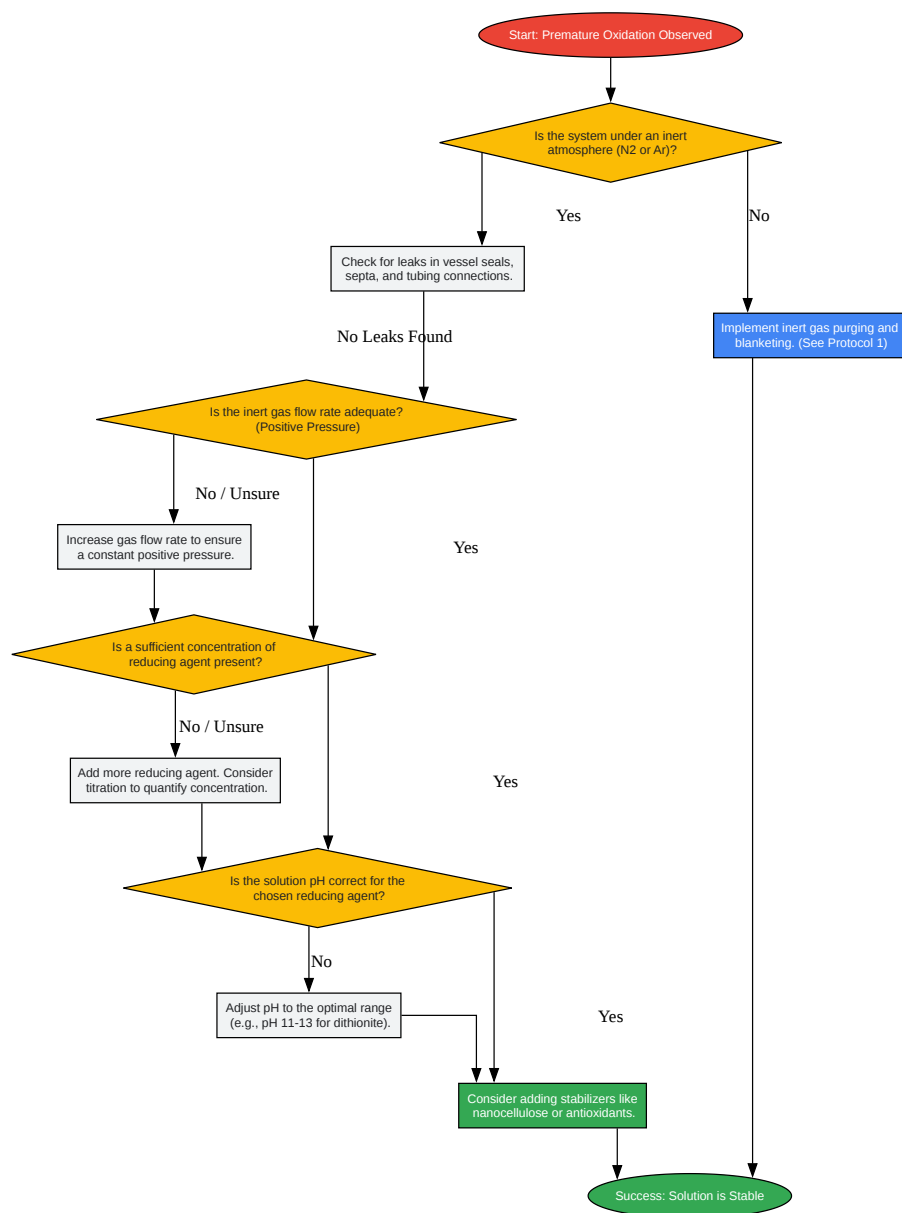 Start: Premature Oxidation Observed
Is the system under an inert
atmosphere (N2 or Ar)?
Yes
No
Check for leaks in vessel seals,
septa, and tubing connections.
Implement inert gas purging and
blanketing. (See Protocol 1)
No Leaks Found
Is the inert gas flow rate adequate?
(Positive Pressure)
No / Unsure
Yes
Increase gas flow rate to ensure
a constant positive pressure.
Is a sufficient concentration of
reducing agent present?
No / Unsure
Yes
Add more reducing agent. Consider
titration to quantify concentration.
Is the solution pH correct for the
chosen reducing agent?
No
Yes
Adjust pH to the optimal range
(e.g., pH 11-13 for dithionite).
Consider adding stabilizers like
nanocellulose or antioxidants.
Success: Solution is Stable